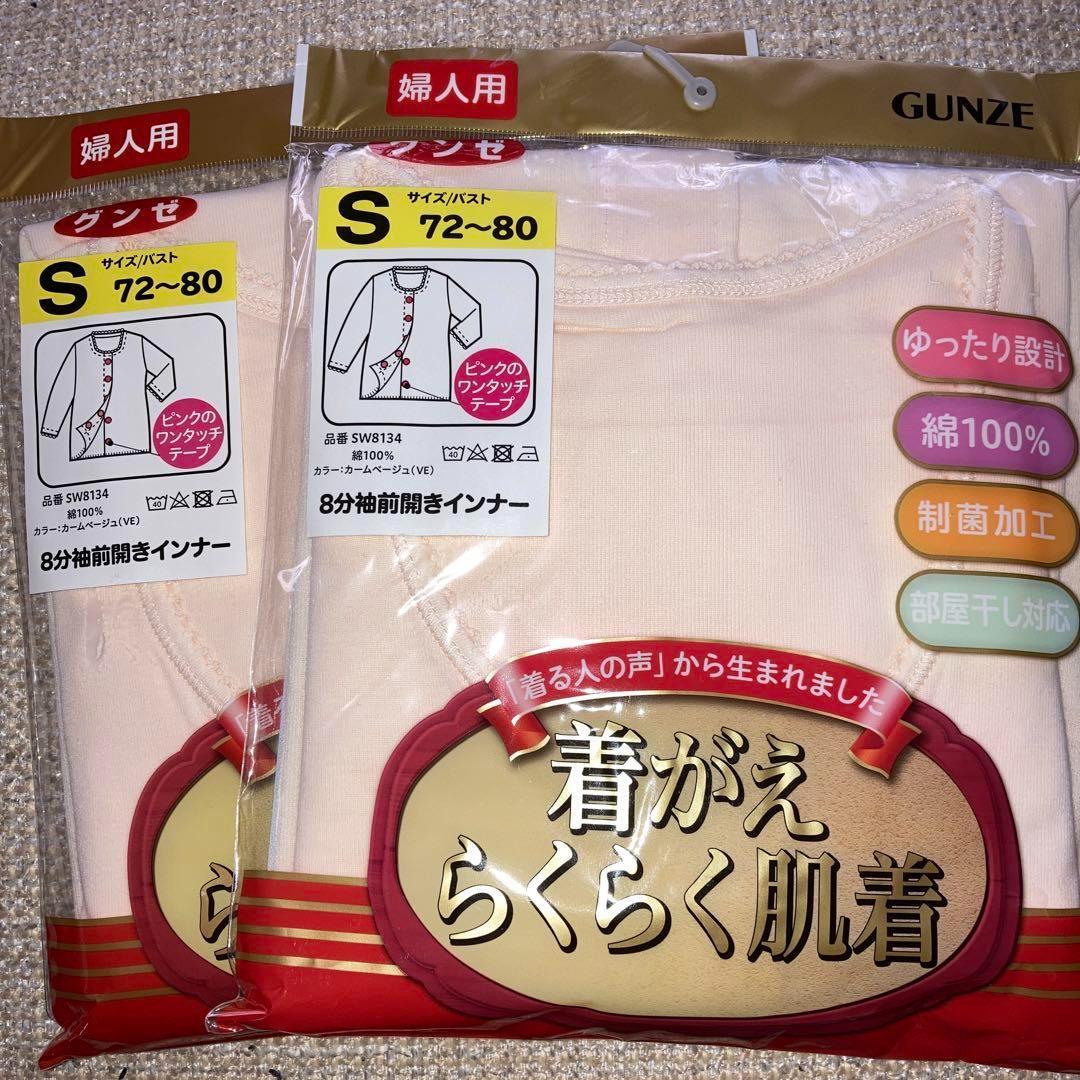 婦人用
グンゼ
S
サイズ/バスト
72〜80
ピンクの
ワンタッチ
テープ
品番 SW8134
綿100%
カラー:カームベージュ(VE)
40
8分袖前開きインナー
婦人用
GUNZE
グンゼ
S
サイズ/バスト
72〜80
ピンクの
ワンタッチ
テープ
品番 SW8134
綿100%
カラー:カームベージュ(VE)
40
8分袖前開きインナー
ゆったり設計
綿100%
制菌加工
部屋干し対応
「着る人の声」から生まれました
着がえ
らくらく肌着
「着る
ら